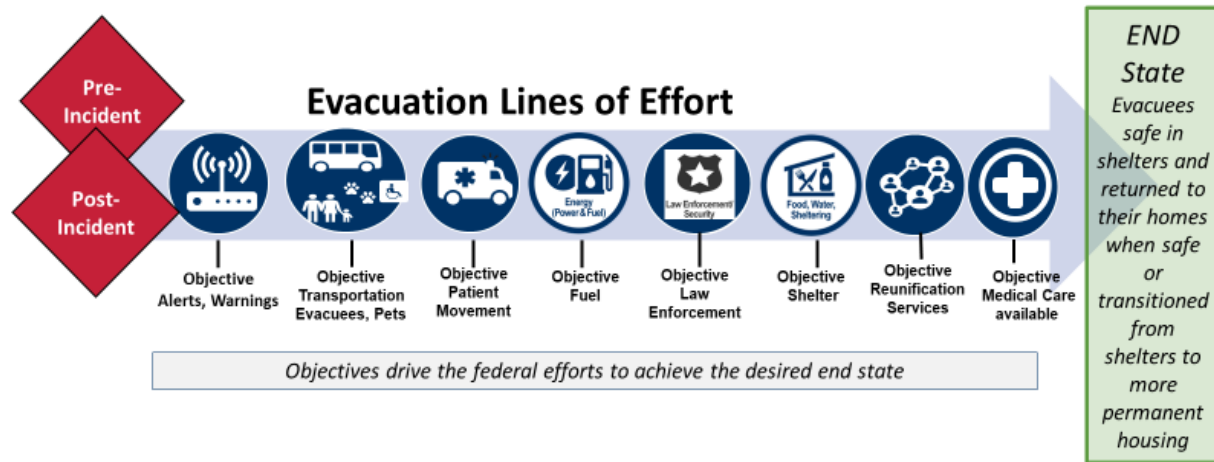 Pre-
Incident
Post-
Incident
Evacuation Lines of Effort
Energy
(Power & Fuel)
Law Enforcement/
Security
Food, Water,
Sheltering
Objective
Alerts, Warnings
Objective
Transportation
Evacuees, Pets
Objective
Patient
Movement
Objective
Fuel
Objective
Law
Enforcement
Objective
Shelter
Objective
Reunification
Services
Objective
Medical Care
available
Objectives drive the federal efforts to achieve the desired end state
END
State
Evacuees
safe in
shelters and
returned to
their homes
when safe
or
transitioned
from
shelters to
more
permanent
housing